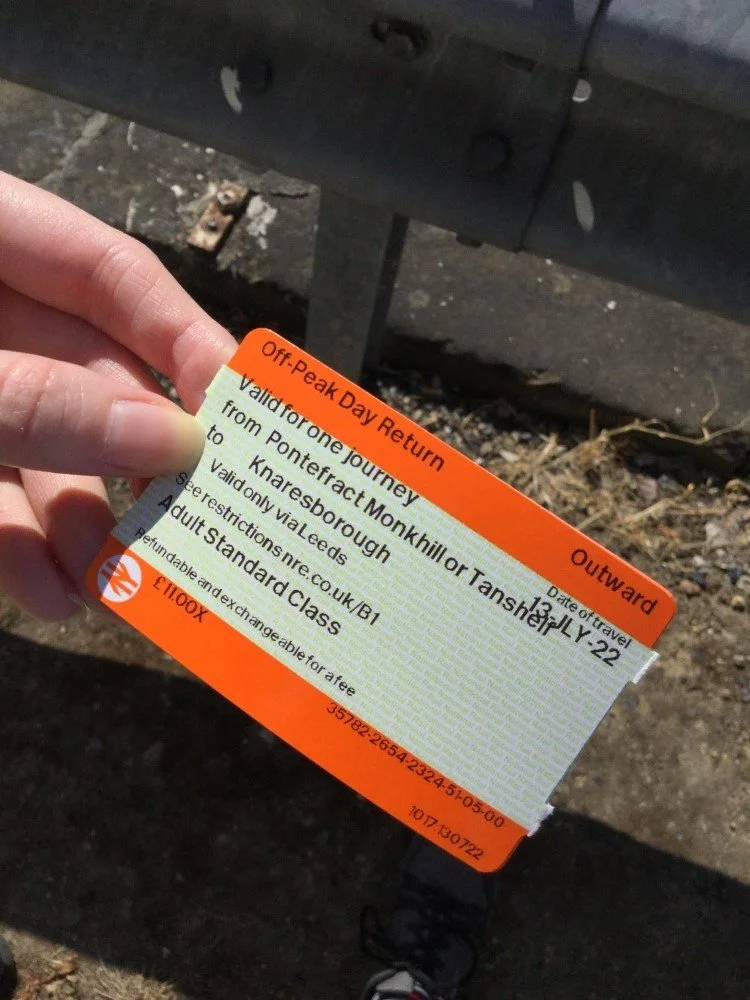 Off-Peak Day Return
Outward
Valid for one journey
Date of travel
from Pontefract Monkhill or Tanshelf
13-JLY-22
to Knaresborough
Valid only via Leeds
See restrictions nre.co.uk/B1
Adult Standard Class
Refundable and exchangeable for a fee
£11.00X
35782-2654-2324-51-05-00
1017.130722